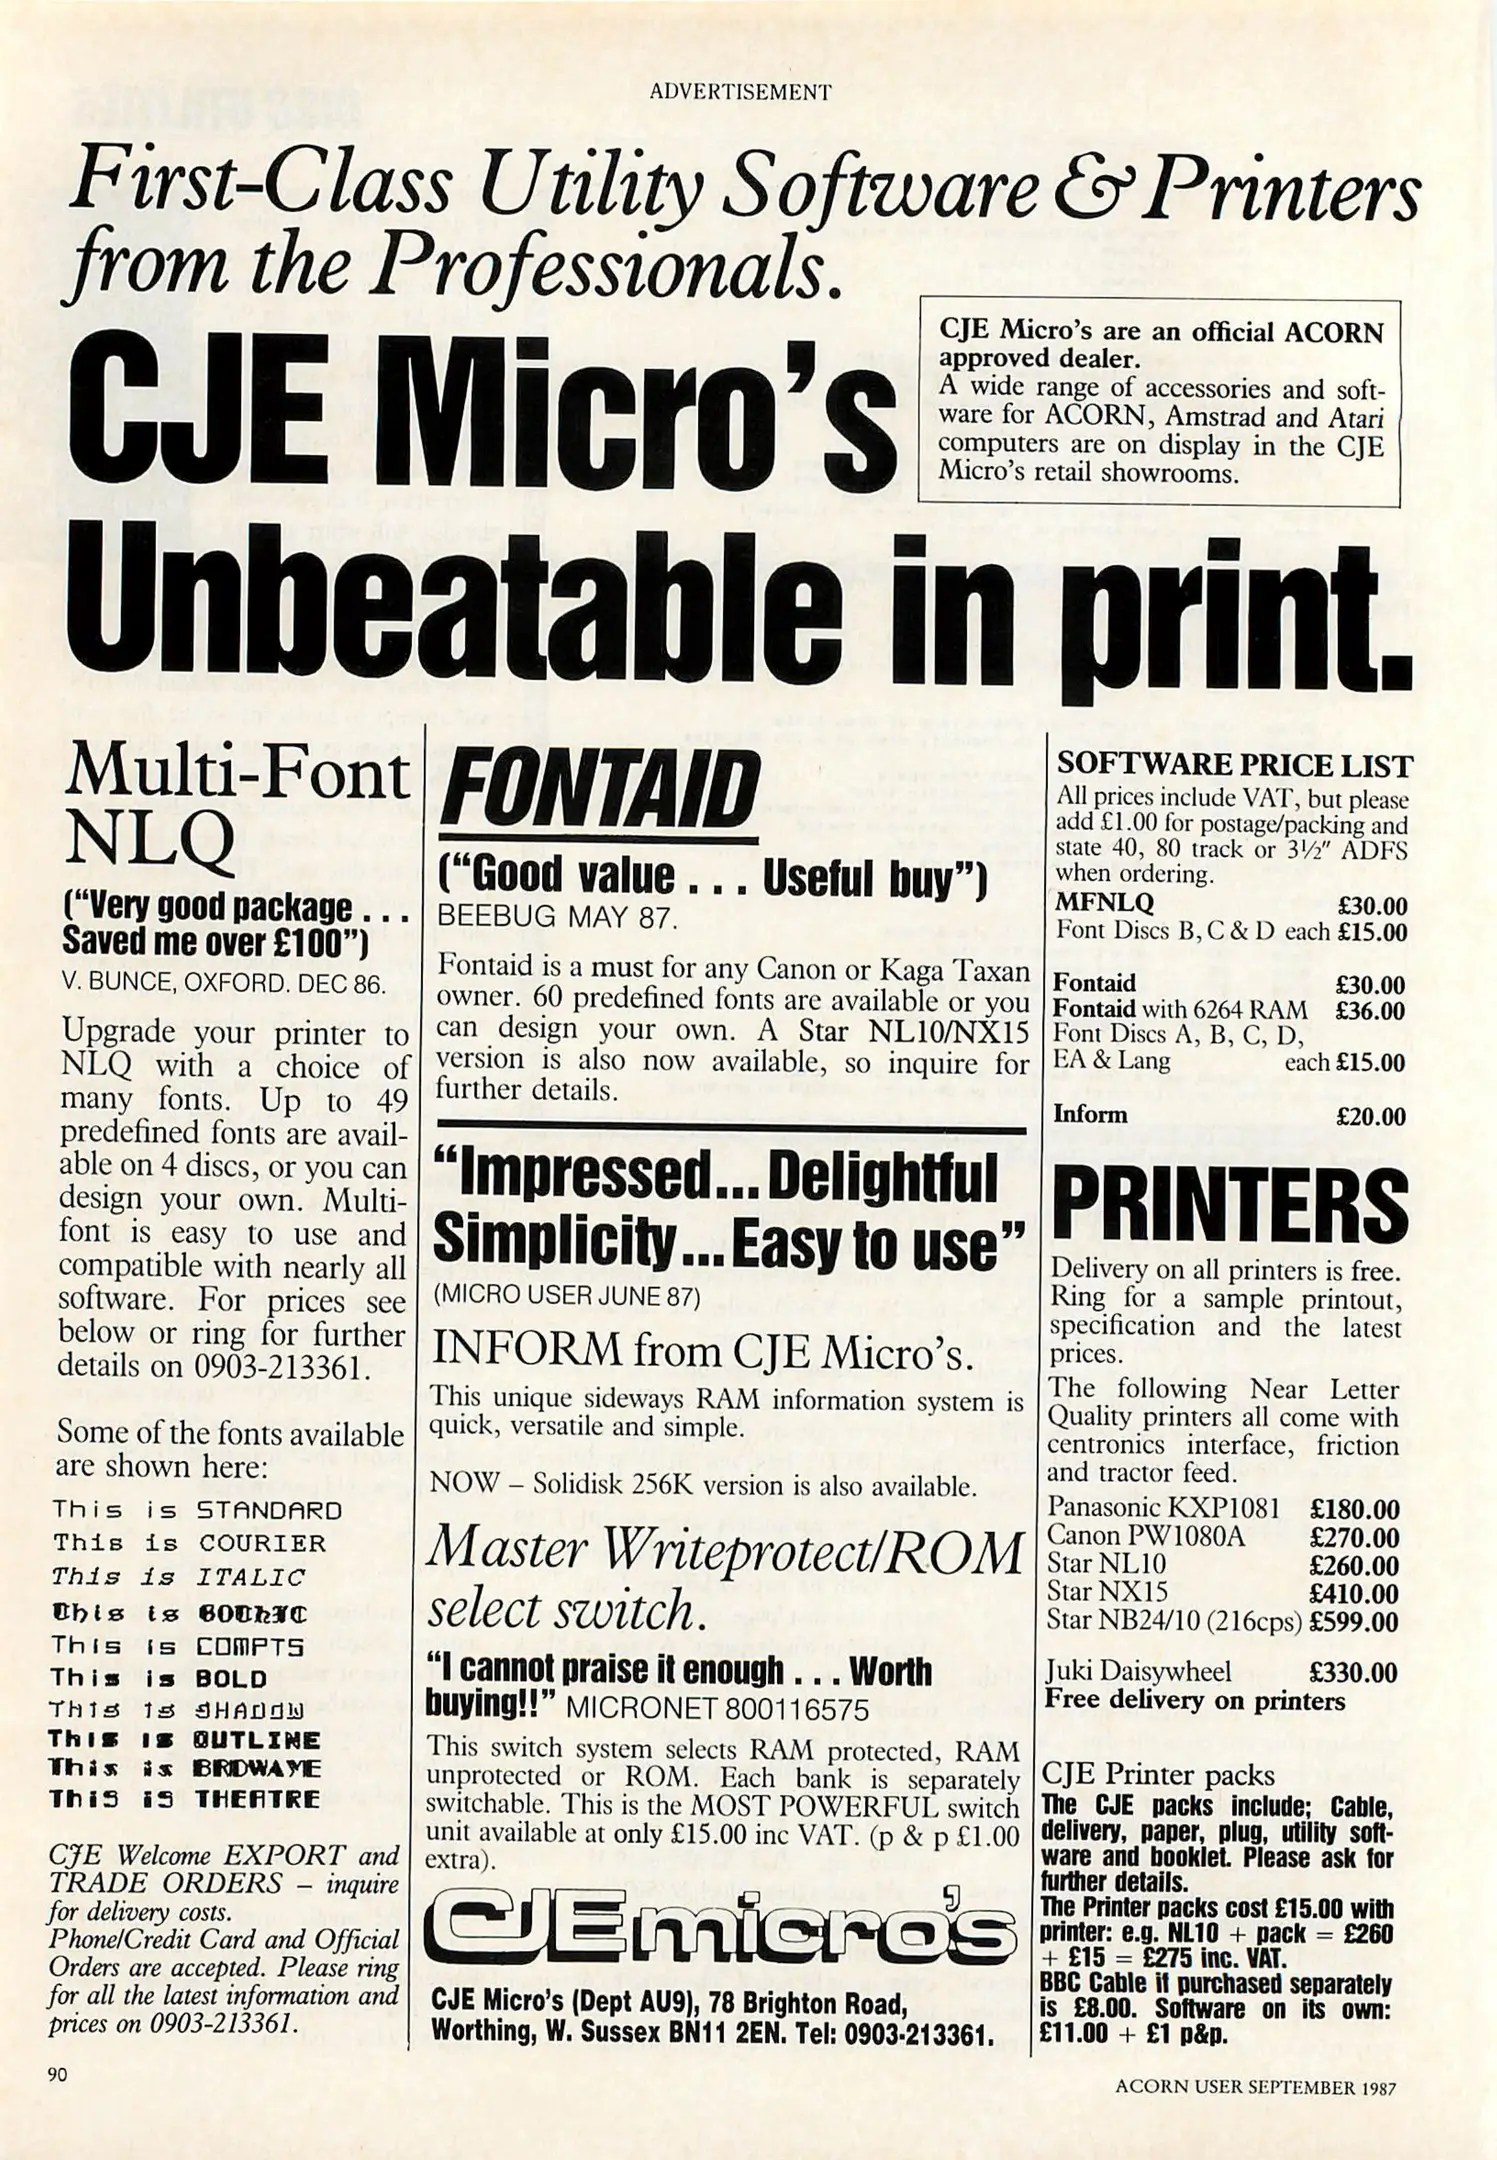 ADVERTISEMENT
First-Class Utility Software & Printers
from the Professionals.
CJE Micro's
Unbeatable in print.
CJE Micro's are an official ACORN
approved dealer.
A wide range of accessories and soft-
ware for ACORN, Amstrad and Atari
computers are on display in the CJE
Micro's retail showrooms.
Multi-Font
NLQ
("Very good package . . .
Saved me over £100")
V. BUNCE, OXFORD. DEC 86.
Upgrade your printer to
NLQ with a choice of
many fonts. Up to 49
predefined fonts are avail-
able on 4 discs, or you can
design your own. Multi-
font is easy to use and
compatible with nearly all
software. For prices see
below or ring for further
details on 0903-213361.
Some of the fonts available
are shown here:
This is STANDARD
This is COURIER
This is ITALIC
This is GOTHIC
This is COMPTS
This is BOLD
This is SHADOW
This is OUTLINE
This is BRDWAYE
This is THEATRE
CJE Welcome EXPORT and
TRADE ORDERS – inquire
for delivery costs.
Phone/Credit Card and Official
Orders are accepted. Please ring
for all the latest information and
prices on 0903-213361.
FONTAID
("Good value . . . Useful buy")
BEEBUG MAY 87.
Fontaid is a must for any Canon or Kaga Taxan
owner. 60 predefined fonts are available or you
can design your own. A Star NL10/NX15
version is also now available, so inquire for
further details.
"Impressed... Delightful
Simplicity... Easy to use"
(MICRO USER JUNE 87)
INFORM from CJE Micro's.
This unique sideways RAM information system is
quick, versatile and simple.
NOW – Solidisk 256K version is also available.
Master Writeprotect/ROM
select switch.
"I cannot praise it enough . . . Worth
buying!!" MICRONET 800116575
This switch system selects RAM protected, RAM
unprotected or ROM. Each bank is separately
switchable. This is the MOST POWERFUL switch
unit available at only £15.00 inc VAT. (p & p £1.00
extra).
CJE micro's
CJE Micro's (Dept AU9), 78 Brighton Road,
Worthing, W. Sussex BN11 2EN. Tel: 0903-213361.
SOFTWARE PRICE LIST
All prices include VAT, but please
add £1.00 for postage/packing and
state 40, 80 track or 3½" ADFS
when ordering.
MFNLQ £30.00
Font Discs B, C & D each £15.00
Fontaid £30.00
Fontaid with 6264 RAM £36.00
Font Discs A, B, C, D,
EA & Lang each £15.00
Inform £20.00
PRINTERS
Delivery on all printers is free.
Ring for a sample printout,
specification and the latest
prices.
The following Near Letter
Quality printers all come with
centronics interface, friction
and tractor feed.
Panasonic KXP1081 £180.00
Canon PW1080A £270.00
Star NL10 £260.00
Star NX15 £410.00
Star NB24/10 (216cps) £599.00
Juki Daisywheel £330.00
Free delivery on printers
CJE Printer packs
The CJE packs include; Cable,
delivery, paper, plug, utility soft-
ware and booklet. Please ask for
further details.
The Printer packs cost £15.00 with
printer: e.g. NL10 + pack = £260
+ £15 = £275 inc. VAT.
BBC Cable if purchased separately
is £8.00. Software on its own:
£11.00 + £1 p&p.
90
ACORN USER SEPTEMBER 1987